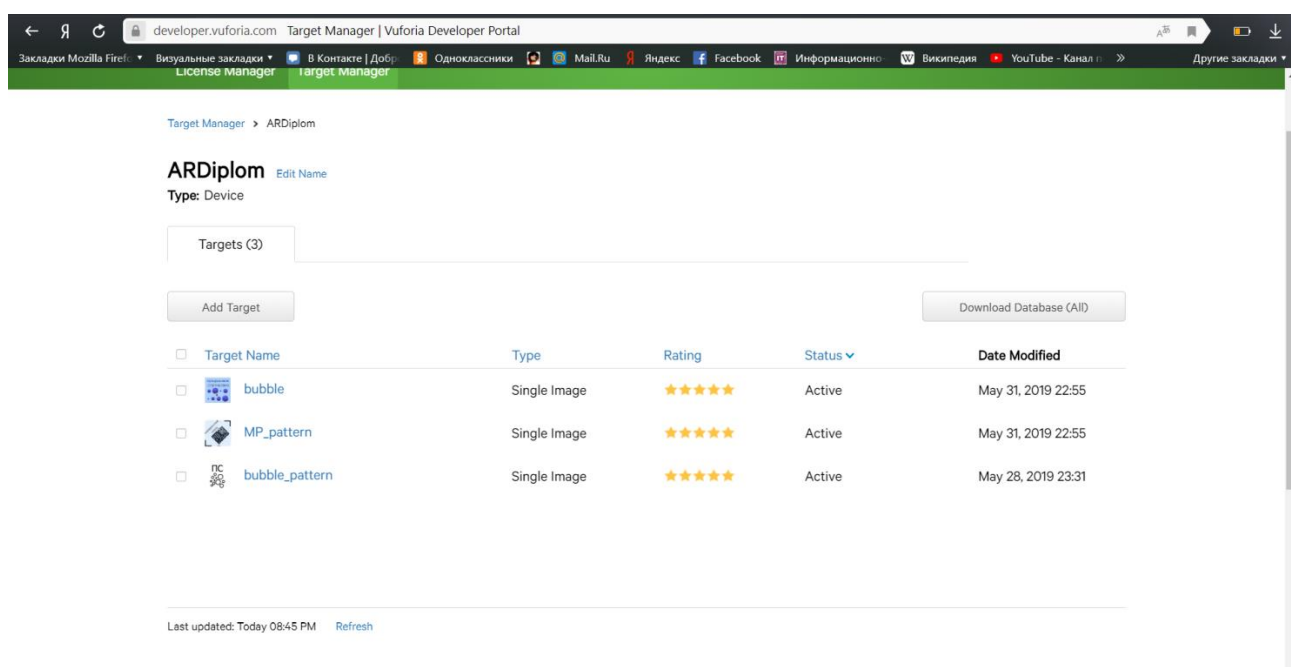 Я developer.vuforia.com Target Manager | Vuforia Developer Portal
Закладки Mozilla Firefo Визуальные закладки В Контакте | Добр Одноклассники Mail.Ru Яндекс Facebook Информационно- Википедия YouTube - Канал п » Другие закладки
License Manager Target Manager
Target Manager > ARDiplom
ARDiplom Edit Name
Type: Device
Targets (3)
Add Target Download Database (All)
Target Name Type Rating Status Date Modified
bubble Single Image Active May 31, 2019 22:55
MP_pattern Single Image Active May 31, 2019 22:55
ПС
bubble_pattern Single Image Active May 28, 2019 23:31
Last updated: Today 08:45 PM Refresh